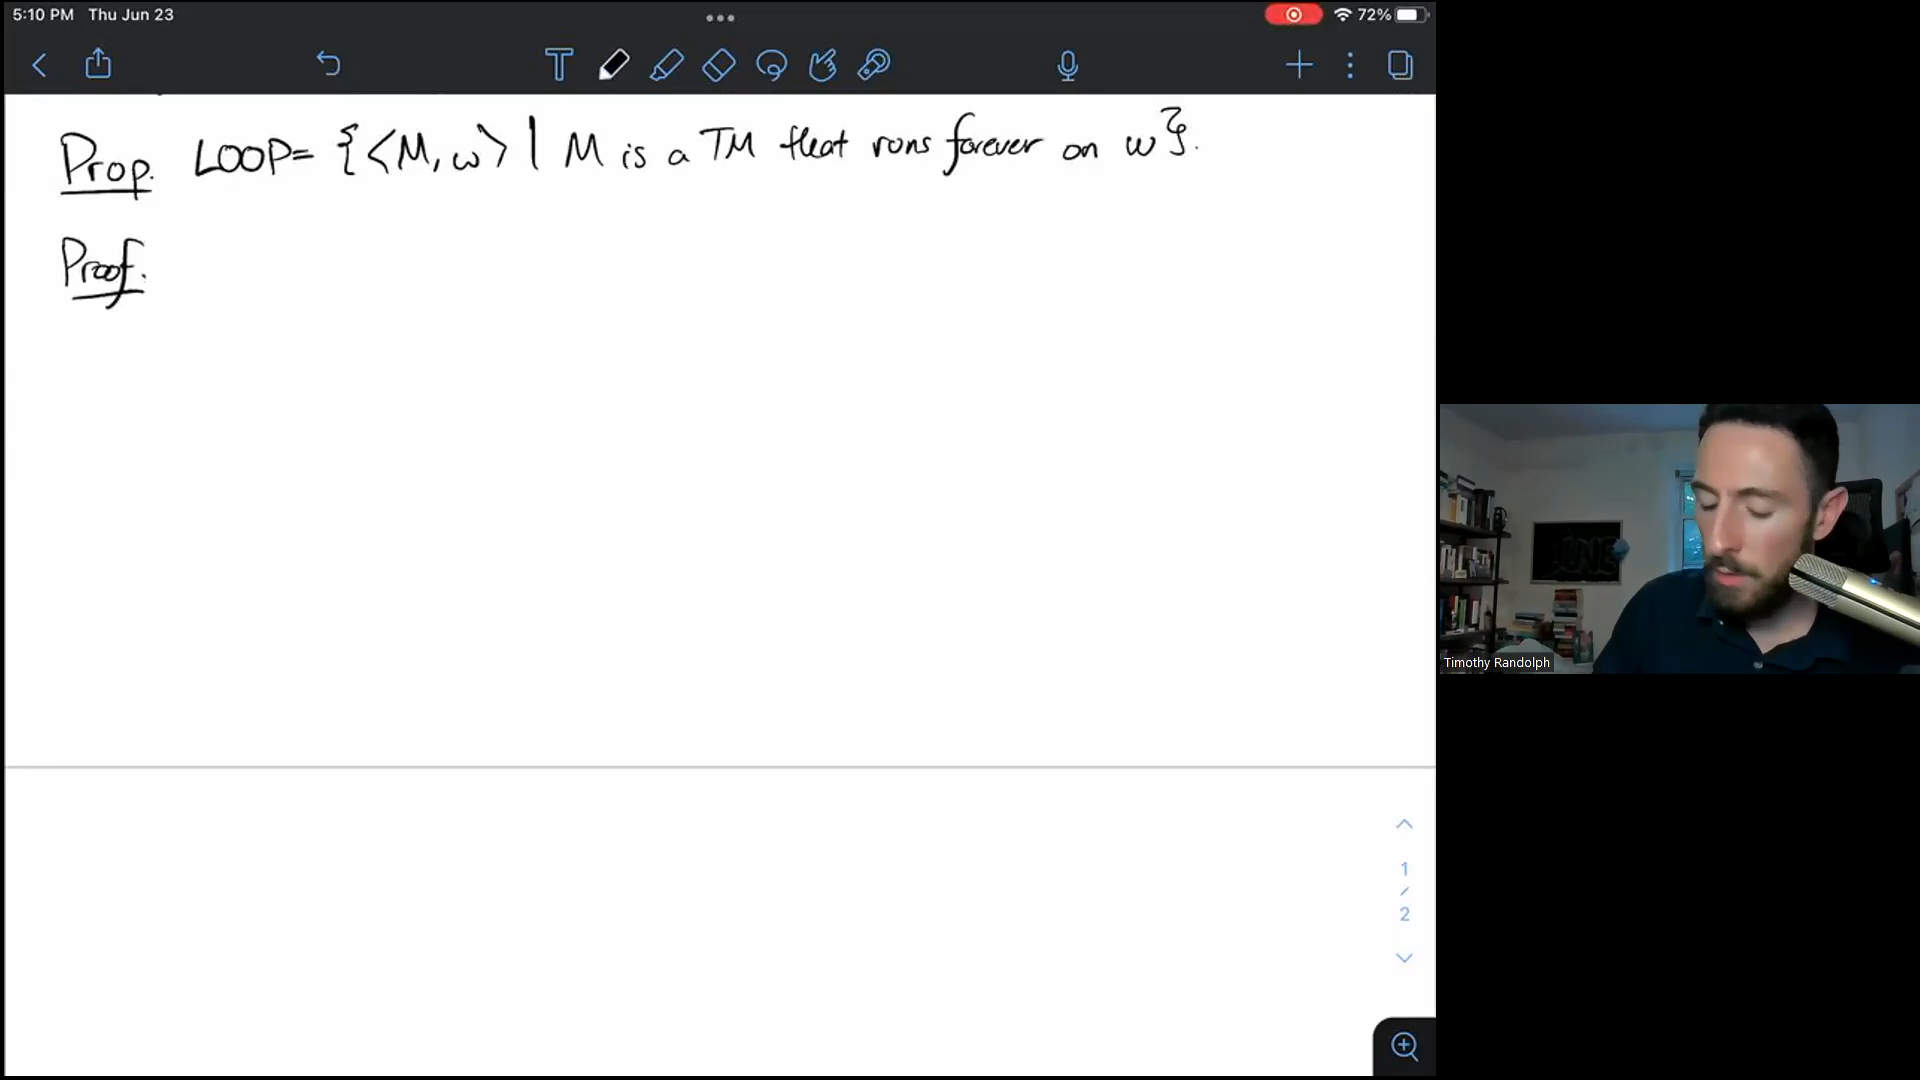 5:10 PM Thu Jun 23
72%
T
Prop. LOOP= {<M, w> | M is a TM that runs forever on w}.
Proof.
Timothy Randolph
1
/
2